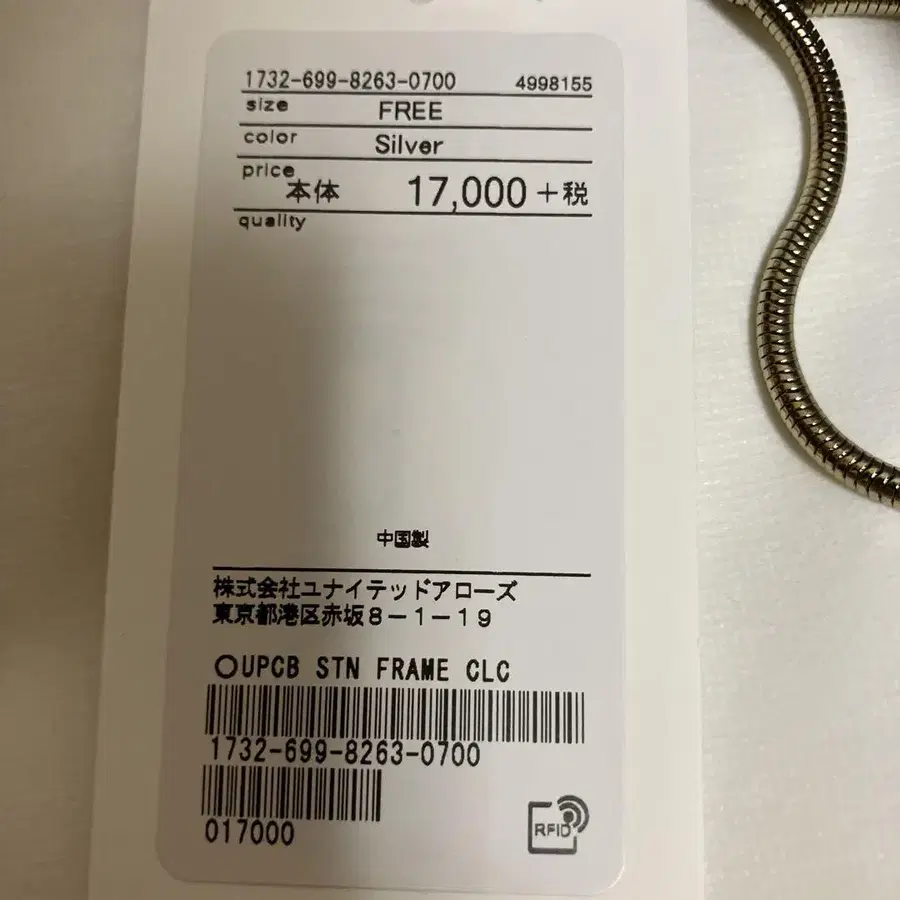 1732-699-8263-0700 4998155
size FREE
color Silver
price 本体 17,000+税
quality
中国製
株式会社ユナイテッドアローズ
東京都港区赤坂8-1-19
○UPCB STN FRAME CLC
1732-699-8263-0700
017000
RFID